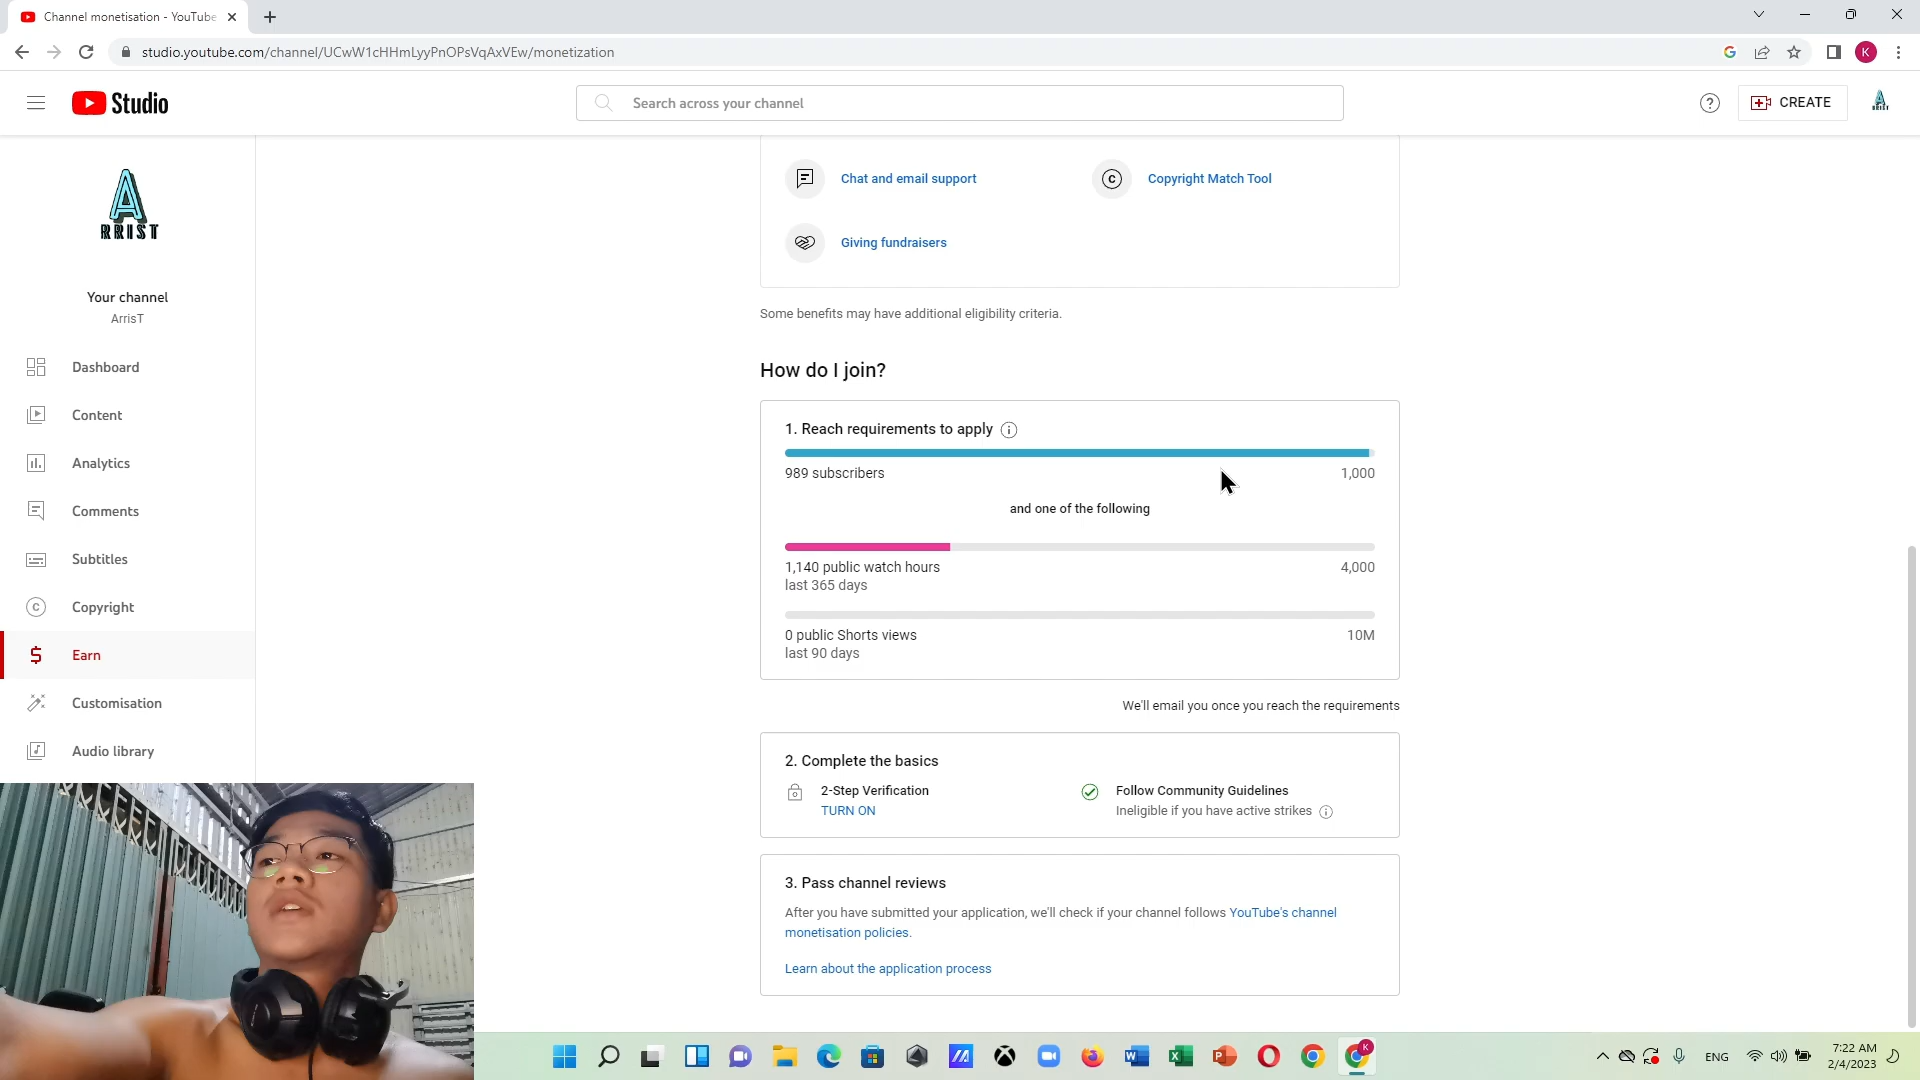 Channel monetisation - YouTube
studio.youtube.com/channel/UCwW1cHHmLyyPnOPsVqAxVEw/monetization
K
Studio
Search across your channel
CREATE
A
RRIST
Your channel
ArrisT
Dashboard
Content
Analytics
Comments
Subtitles
Copyright
Earn
Customisation
Audio library
Chat and email support
Copyright Match Tool
Giving fundraisers
Some benefits may have additional eligibility criteria.
How do I join?
1. Reach requirements to apply
989 subscribers 1,000
and one of the following
1,140 public watch hours 4,000
last 365 days
0 public Shorts views 10M
last 90 days
We'll email you once you reach the requirements
2. Complete the basics
2-Step Verification
TURN ON
Follow Community Guidelines
Ineligible if you have active strikes
3. Pass channel reviews
After you have submitted your application, we'll check if your channel follows YouTube's channel
monetisation policies.
Learn about the application process
ENG
7:22 AM
2/4/2023